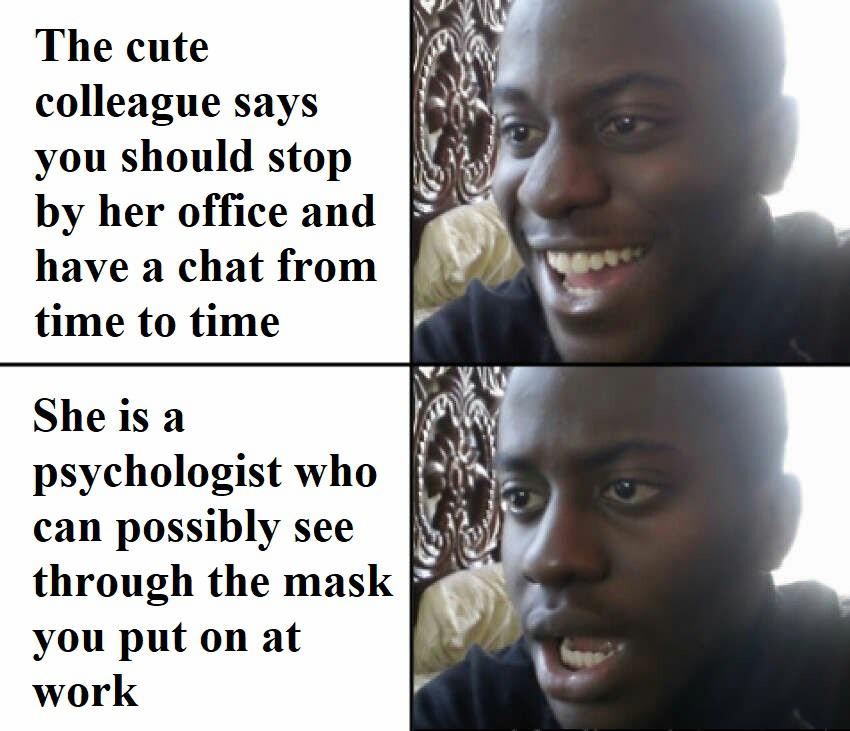 The cute
colleague says
you should stop
by her office and
have a chat from
time to time
She is a
psychologist who
can possibly see
through the mask
you put on at
work